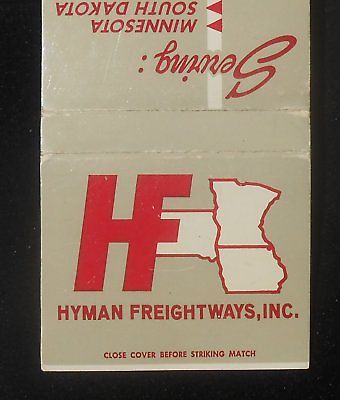 Serving:
MINNESOTA
SOUTH DAKOTA
HF
HYMAN FREIGHTWAYS, INC.
CLOSE COVER BEFORE STRIKING MATCH